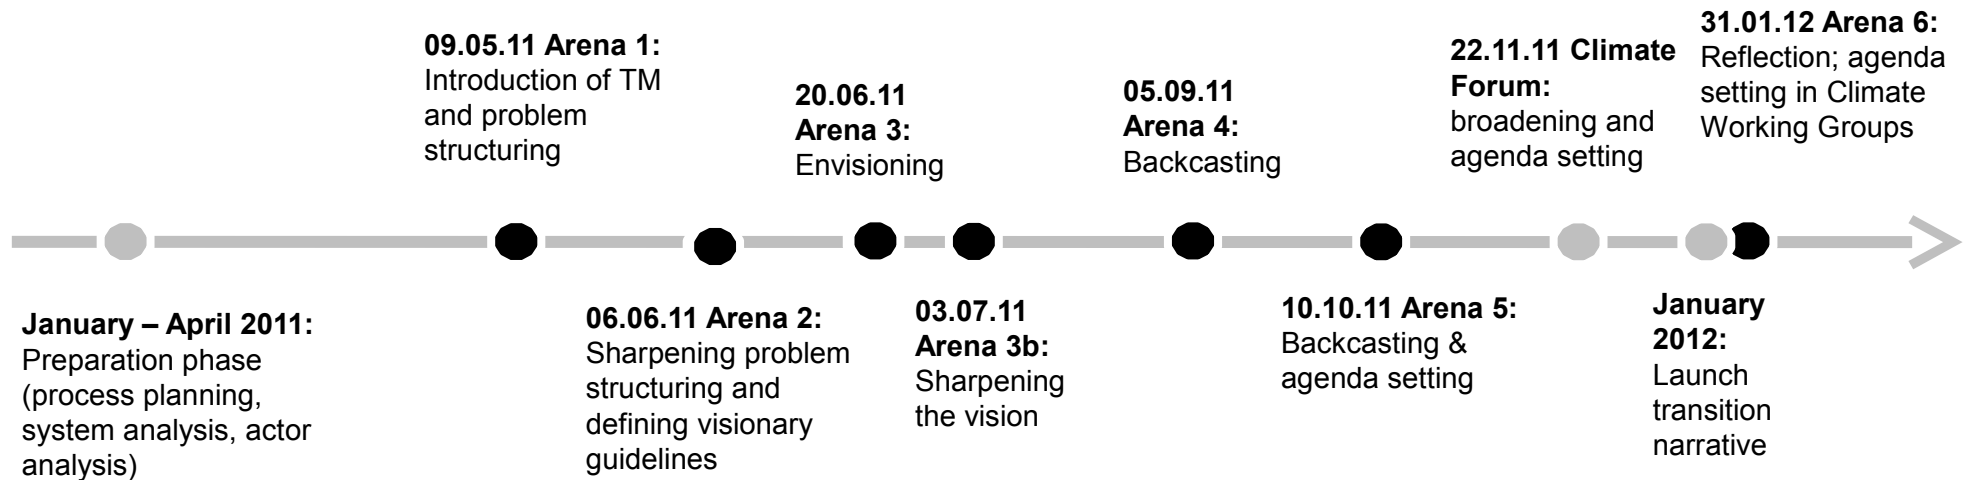 09.05.11 Arena 1:
Introduction of TM
and problem
structuring
20.06.11
Arena 3:
Envisioning
05.09.11
Arena 4:
Backcasting
22.11.11 Climate
Forum:
broadening and
agenda setting
31.01.12 Arena 6:
Reflection; agenda
setting in Climate
Working Groups
January – April 2011:
Preparation phase
(process planning,
system analysis, actor
analysis)
06.06.11 Arena 2:
Sharpening problem
structuring and
defining visionary
guidelines
03.07.11
Arena 3b:
Sharpening
the vision
10.10.11 Arena 5:
Backcasting &
agenda setting
January
2012:
Launch
transition
narrative